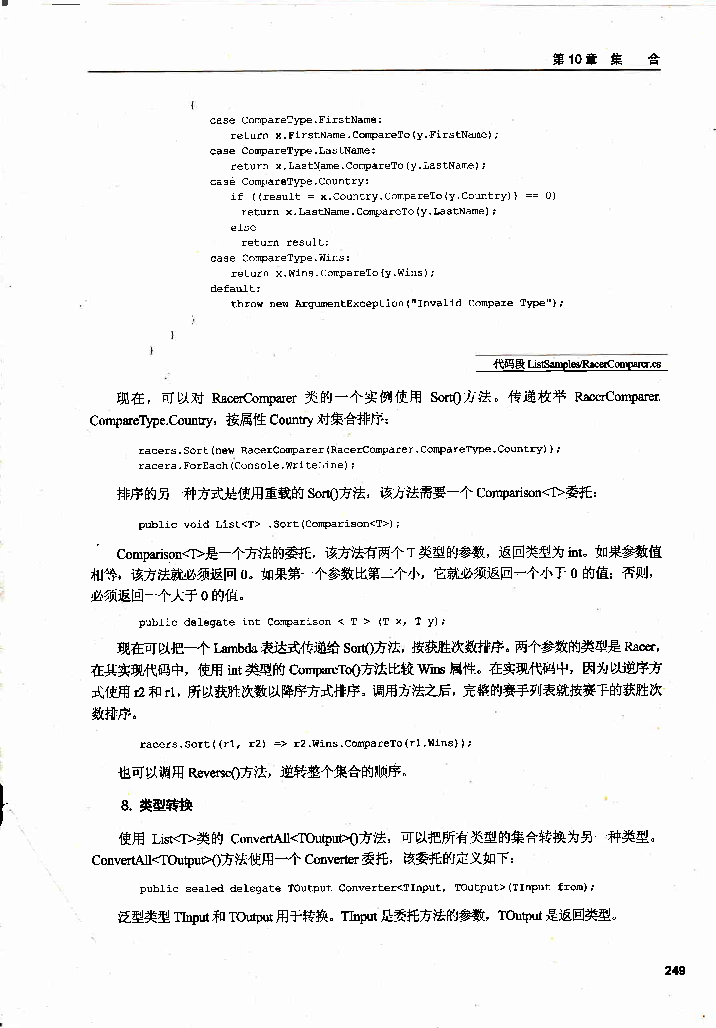 第10章 集 合
{
case CompareType.FirstName:
return x.FirstName.CompareTo(y.FirstName);
case CompareType.LastName:
return x.LastName.CompareTo(y.LastName);
case CompareType.Country:
if ((result = x.Country.CompareTo(y.Country)) == 0)
return x.LastName.CompareTo(y.LastName);
else
return result;
case CompareType.Wins:
return x.Wins.CompareTo(y.Wins);
default:
throw new ArgumentException("Invalid Compare Type");
}
}
}
代码段 ListSamples/RacerComparer.cs
现在，可以对 RacerComparer 类的一个实例使用 Sort()方法。传递枚举 RacerComparer.
CompareType.Country，按属性 Country 对集合排序：
racers.Sort(new RacerComparer(RacerComparer.CompareType.Country));
racers.ForEach(Console.WriteLine);
排序的另一种方式是使用重载的 Sort()方法，该方法需要一个 Comparison<T>委托：
public void List<T> .Sort(Comparison<T>);
Comparison<T>是一个方法的委托，该方法有两个 T 类型的参数，返回类型为 int。如果参数值
相等，该方法就必须返回 0。如果第一个参数比第二个小，它就必须返回一个小于 0 的值；否则，
必须返回一个大于 0 的值。
public delegate int Comparison < T > (T x, T y);
现在可以把一个 Lambda 表达式传递给 Sort()方法，按获胜次数排序。两个参数的类型是 Racer，
在其实现代码中，使用 int 类型的 CompareTo()方法比较 Wins 属性。在实现代码中，因为以逆序方
式使用 r2 和 r1，所以获胜次数以降序方式排序。调用方法之后，完整的赛手列表就按赛手的获胜次
数排序。
racers.Sort((r1, r2) => r2.Wins.CompareTo(r1.Wins));
也可以调用 Reverse()方法，逆转整个集合的顺序。
8. 类型转换
使用 List<T>类的 ConvertAll<TOutput>()方法，可以把所有类型的集合转换为另一种类型。
ConvertAll<TOutput>()方法使用一个 Converter 委托，该委托的定义如下：
public sealed delegate TOutput Converter<TInput, TOutput>(TInput from);
泛型类型 TInput 和 TOutput 用于转换。TInput 是委托方法的参数，TOutput 是返回类型。
249